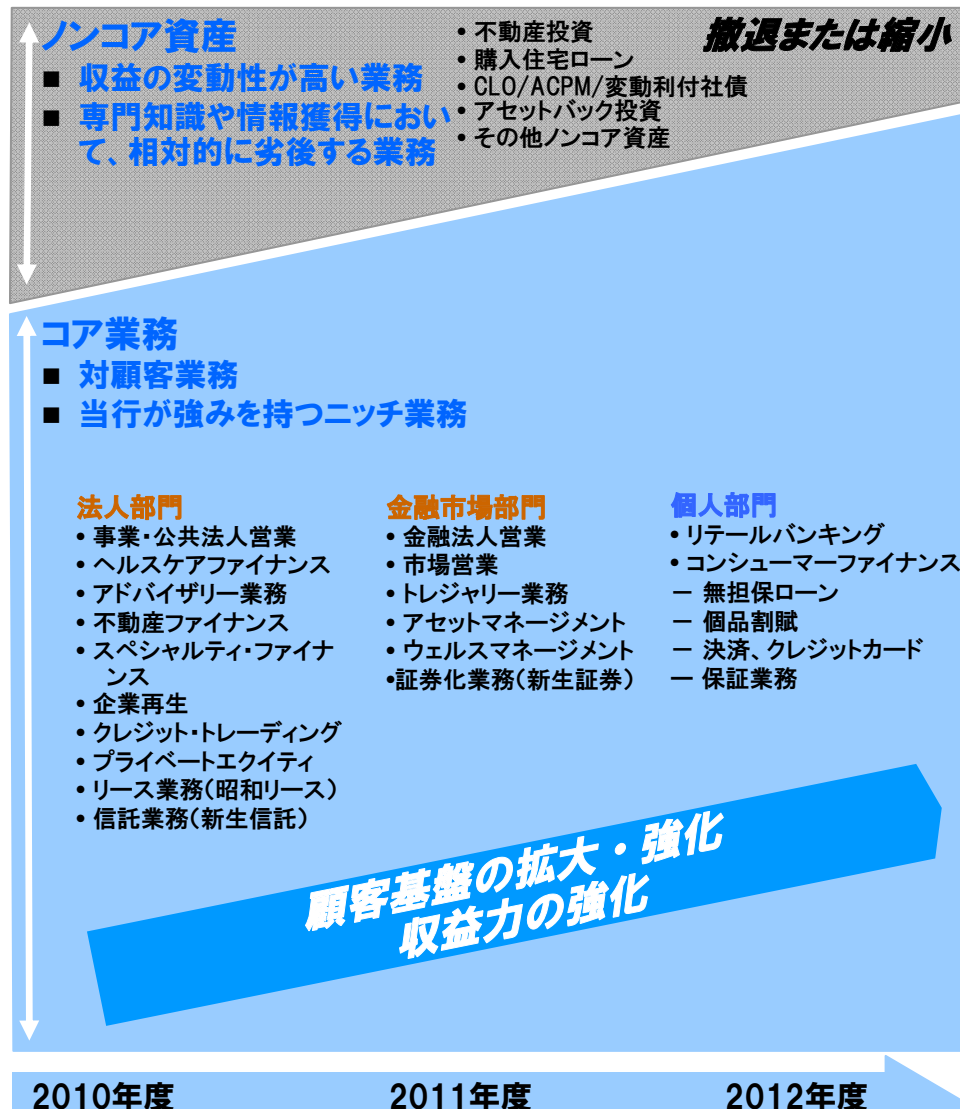 ノンコア資産
■ 収益の変動性が高い業務
■ 専門知識や情報獲得におい
て、相対的に劣後する業務
• 不動産投資
• 購入住宅ローン
• CLO/ACPM/変動利付社債
• アセットバック投資
• その他ノンコア資産
撤退または縮小
コア業務
■ 対顧客業務
■ 当行が強みを持つニッチ業務
法人部門
• 事業・公共法人営業
• ヘルスケアファイナンス
• アドバイザリー業務
• 不動産ファイナンス
• スペシャルティ・ファイナ
ンス
• 企業再生
• クレジット・トレーディング
• プライベートエクイティ
• リース業務(昭和リース)
• 信託業務(新生信託)
金融市場部門
• 金融法人営業
• 市場営業
• トレジャリー業務
• アセットマネージメント
• ウェルスマネージメント
•証券化業務(新生証券)
個人部門
• リテールバンキング
• コンシューマーファイナンス
― 無担保ローン
― 個品割賦
― 決済、クレジットカード
― 保証業務
顧客基盤の拡大・強化
収益力の強化
2010年度
2011年度
2012年度